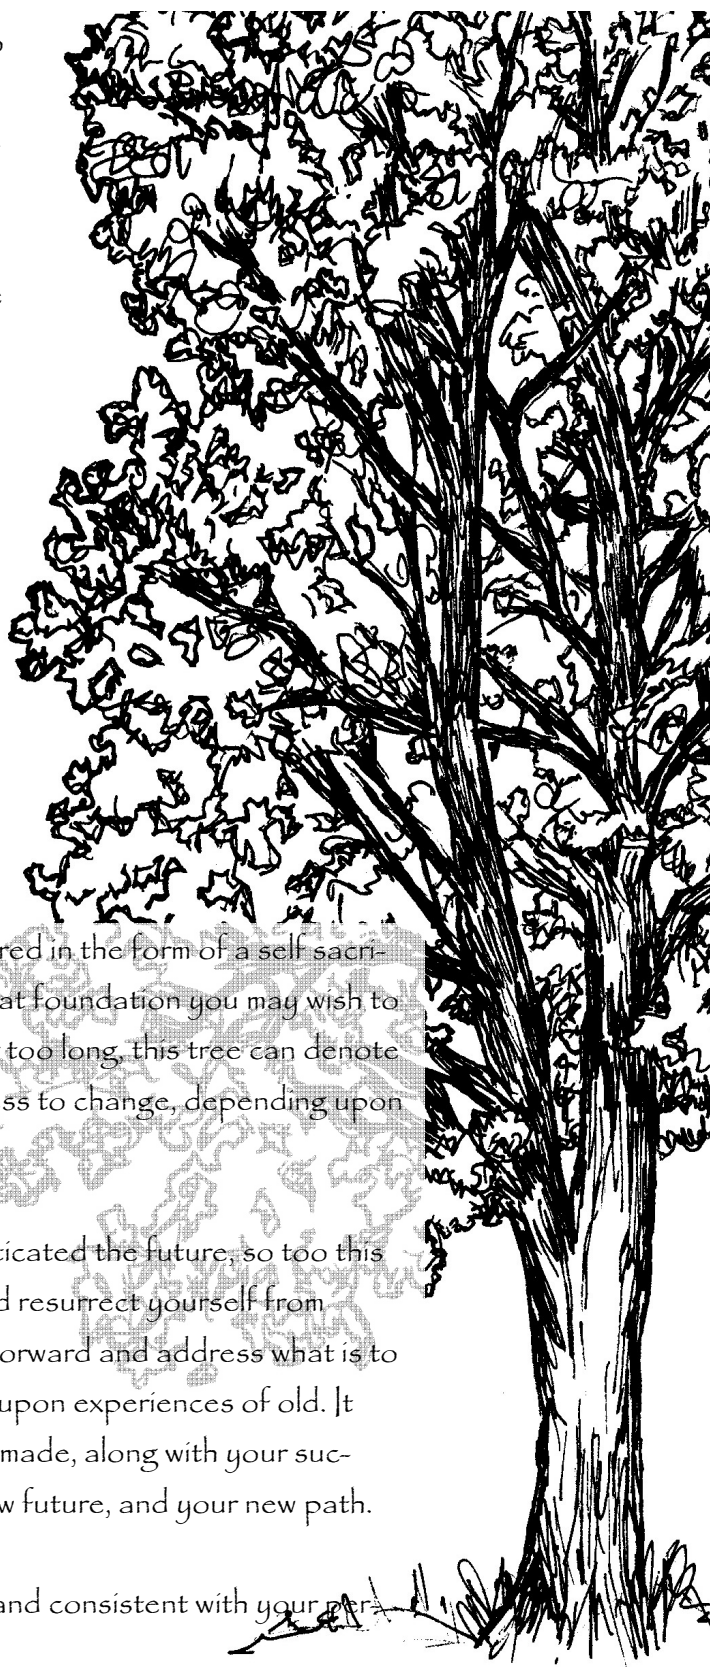 red in the form of a self sacri-
at foundation you may wish to
too long, this tree can denote
ss to change, depending upon
ticated the future, so too this
d resurrect yourself from
orward and address what is to
upon experiences of old. It
made, along with your suc-
w future, and your new path.
and consistent with your per-